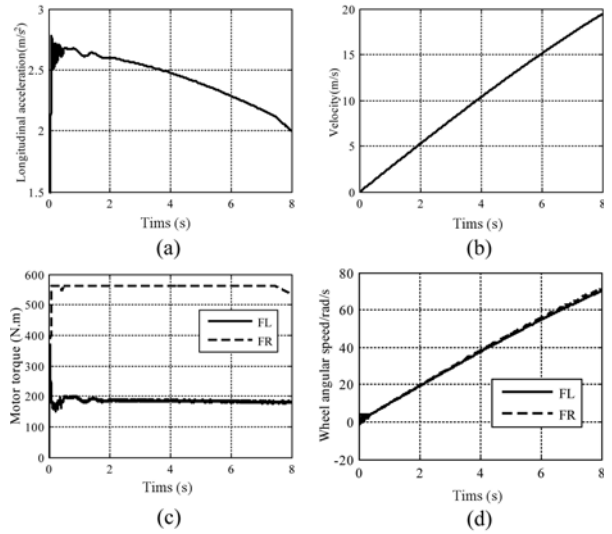 3
2.5
2
1.5
0 2 4 6 8
Longitudinal acceleration(m/s²)
Tims (s)
(a)
20
15
10
5
0
0 2 4 6 8
Velocity(m/s)
Tims (s)
(b)
600
500
400
300
200
100
0
0 2 4 6 8
Motor torque (N.m)
FL
FR
Tims (s)
(c)
80
60
40
20
0
-20
0 2 4 6 8
Wheel angular speed/rad/s
FL
FR
Tims (s)
(d)